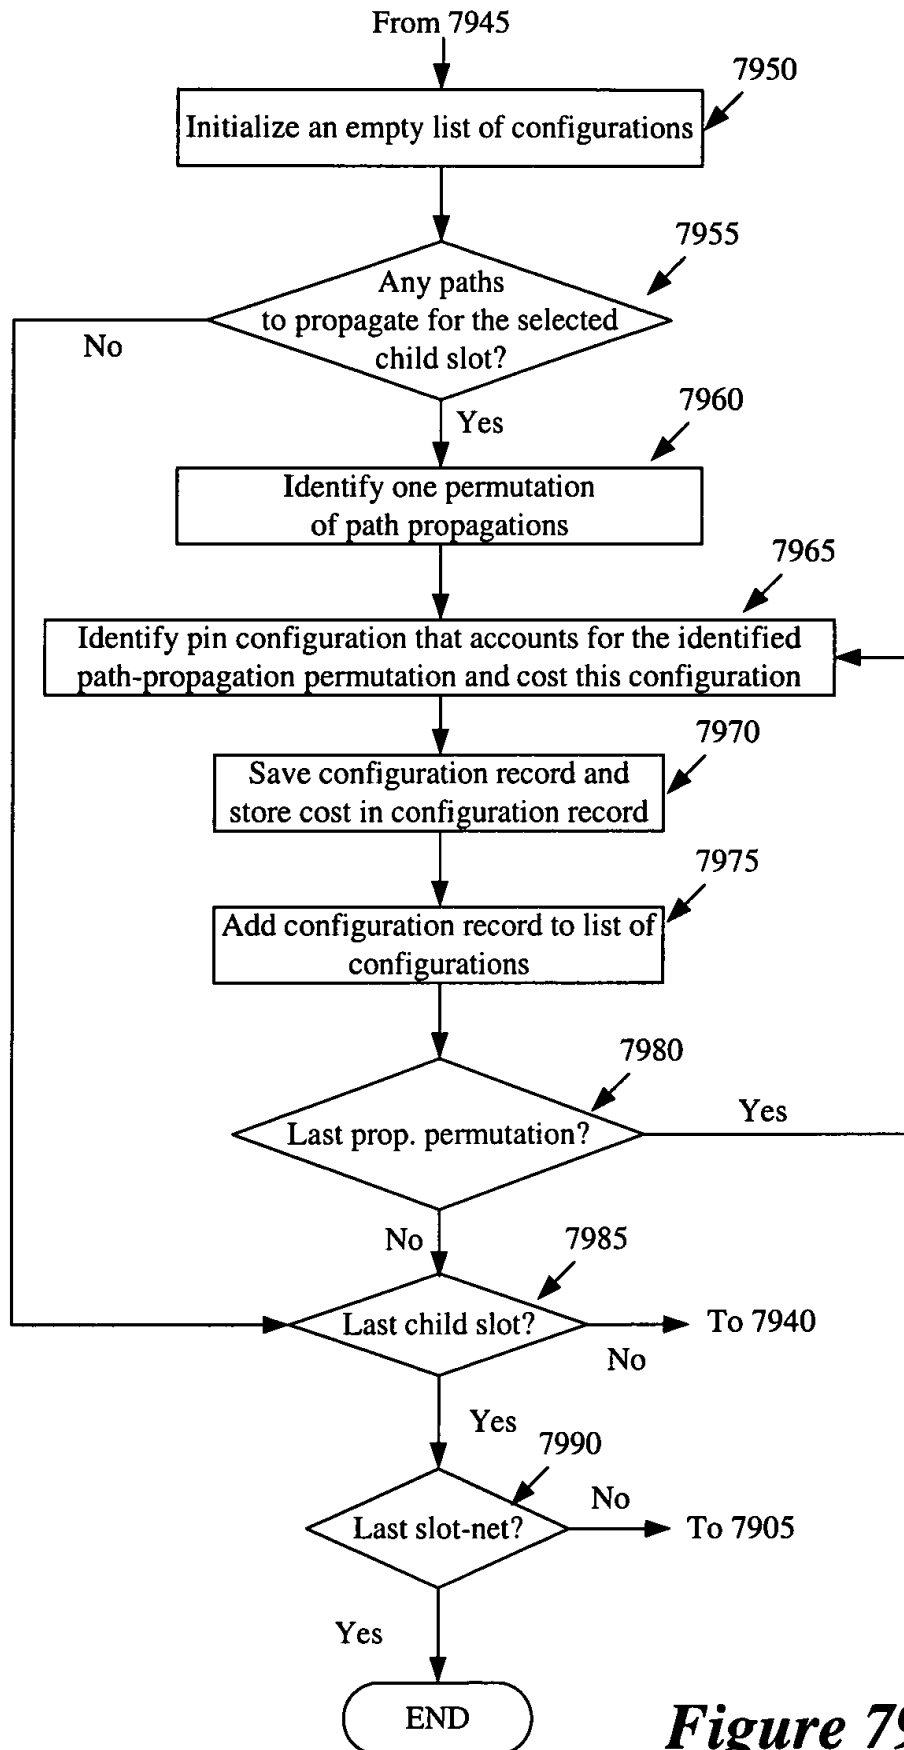 From 7945
7950
Initialize an empty list of configurations
7955
Any paths
to propagate for the selected
child slot?
No
Yes
7960
Identify one permutation
of path propagations
7965
Identify pin configuration that accounts for the identified
path-propagation permutation and cost this configuration
7970
Save configuration record and
store cost in configuration record
7975
Add configuration record to list of
configurations
7980
Last prop. permutation?
Yes
No
7985
Last child slot?
To 7940
No
Yes
7990
Last slot-net?
No
To 7905
Yes
END
Figure 79